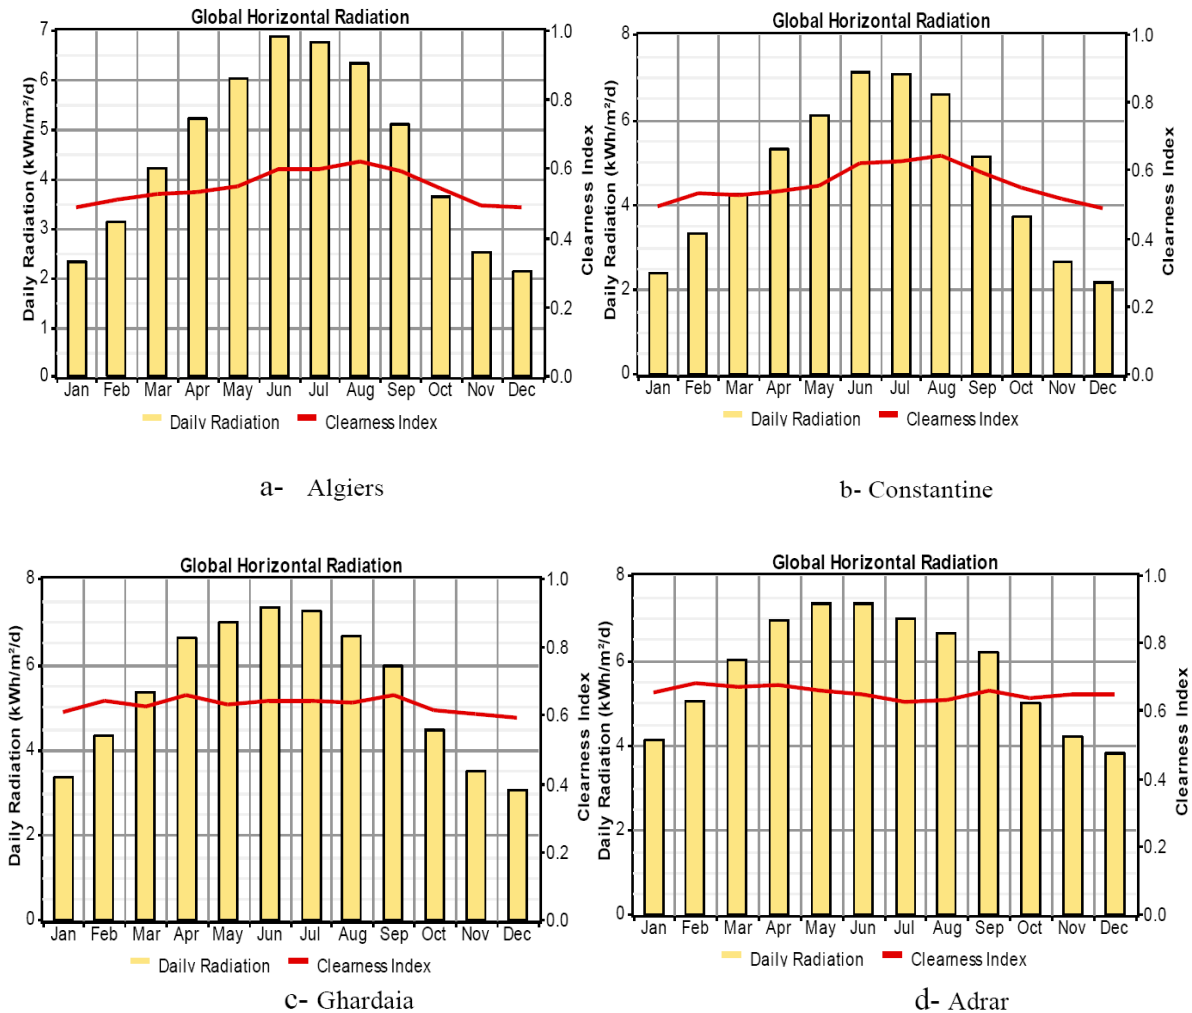 Global Horizontal Radiation
7
6
5
4
3
2
1
0
Daily Radiation (kWh/m²/d)
1.0
0.8
0.6
0.4
0.2
0.0
Clearness Index
Jan Feb Mar Apr May Jun Jul Aug Sep Oct Nov Dec
Daily Radiation Clearness Index
a- Algiers
Global Horizontal Radiation
8
6
4
2
0
Daily Radiation (kWh/m²/d)
1.0
0.8
0.6
0.4
0.2
0.0
Clearness Index
Jan Feb Mar Apr May Jun Jul Aug Sep Oct Nov Dec
Daily Radiation Clearness Index
b- Constantine
Global Horizontal Radiation
8
6
4
2
0
Daily Radiation (kWh/m²/d)
1.0
0.8
0.6
0.4
0.2
0.0
Clearness Index
Jan Feb Mar Apr May Jun Jul Aug Sep Oct Nov Dec
Daily Radiation Clearness Index
c- Ghardaia
Global Horizontal Radiation
8
6
4
2
0
Daily Radiation (kWh/m²/d)
1.0
0.8
0.6
0.4
0.2
0.0
Clearness Index
Jan Feb Mar Apr May Jun Jul Aug Sep Oct Nov Dec
Daily Radiation Clearness Index
d- Adrar